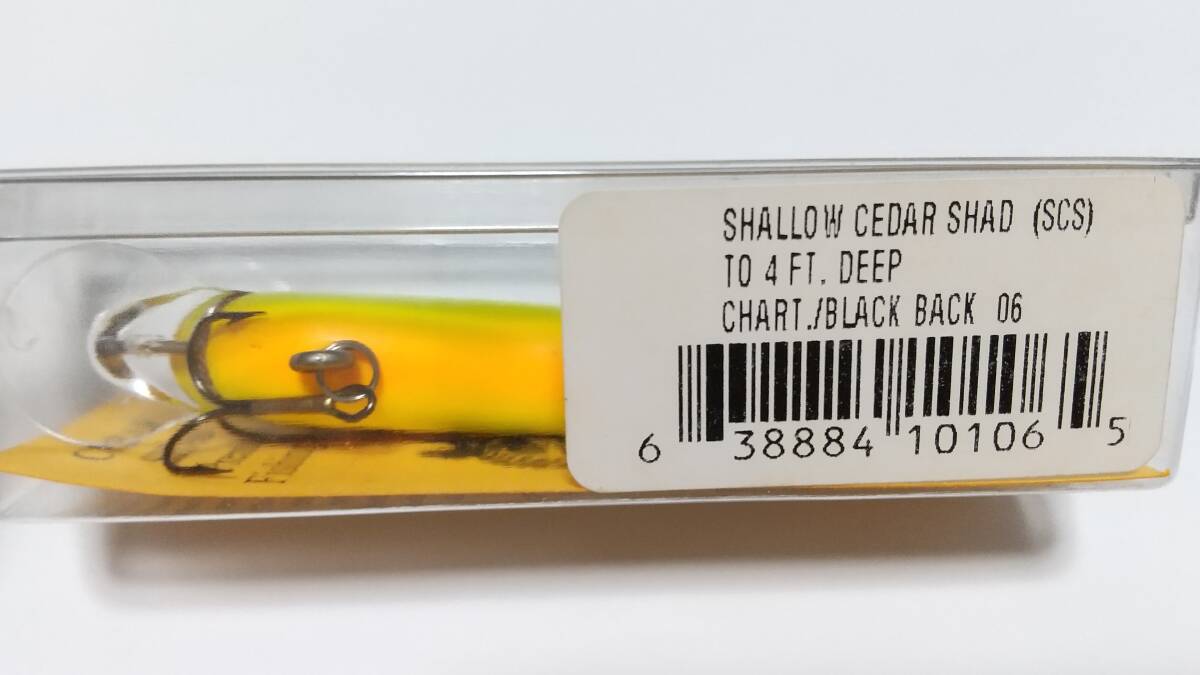 SHALLOW CEDAR SHAD (SCS)
TO 4 FT. DEEP
CHART./BLACK BACK 06
6 38884 10106 5